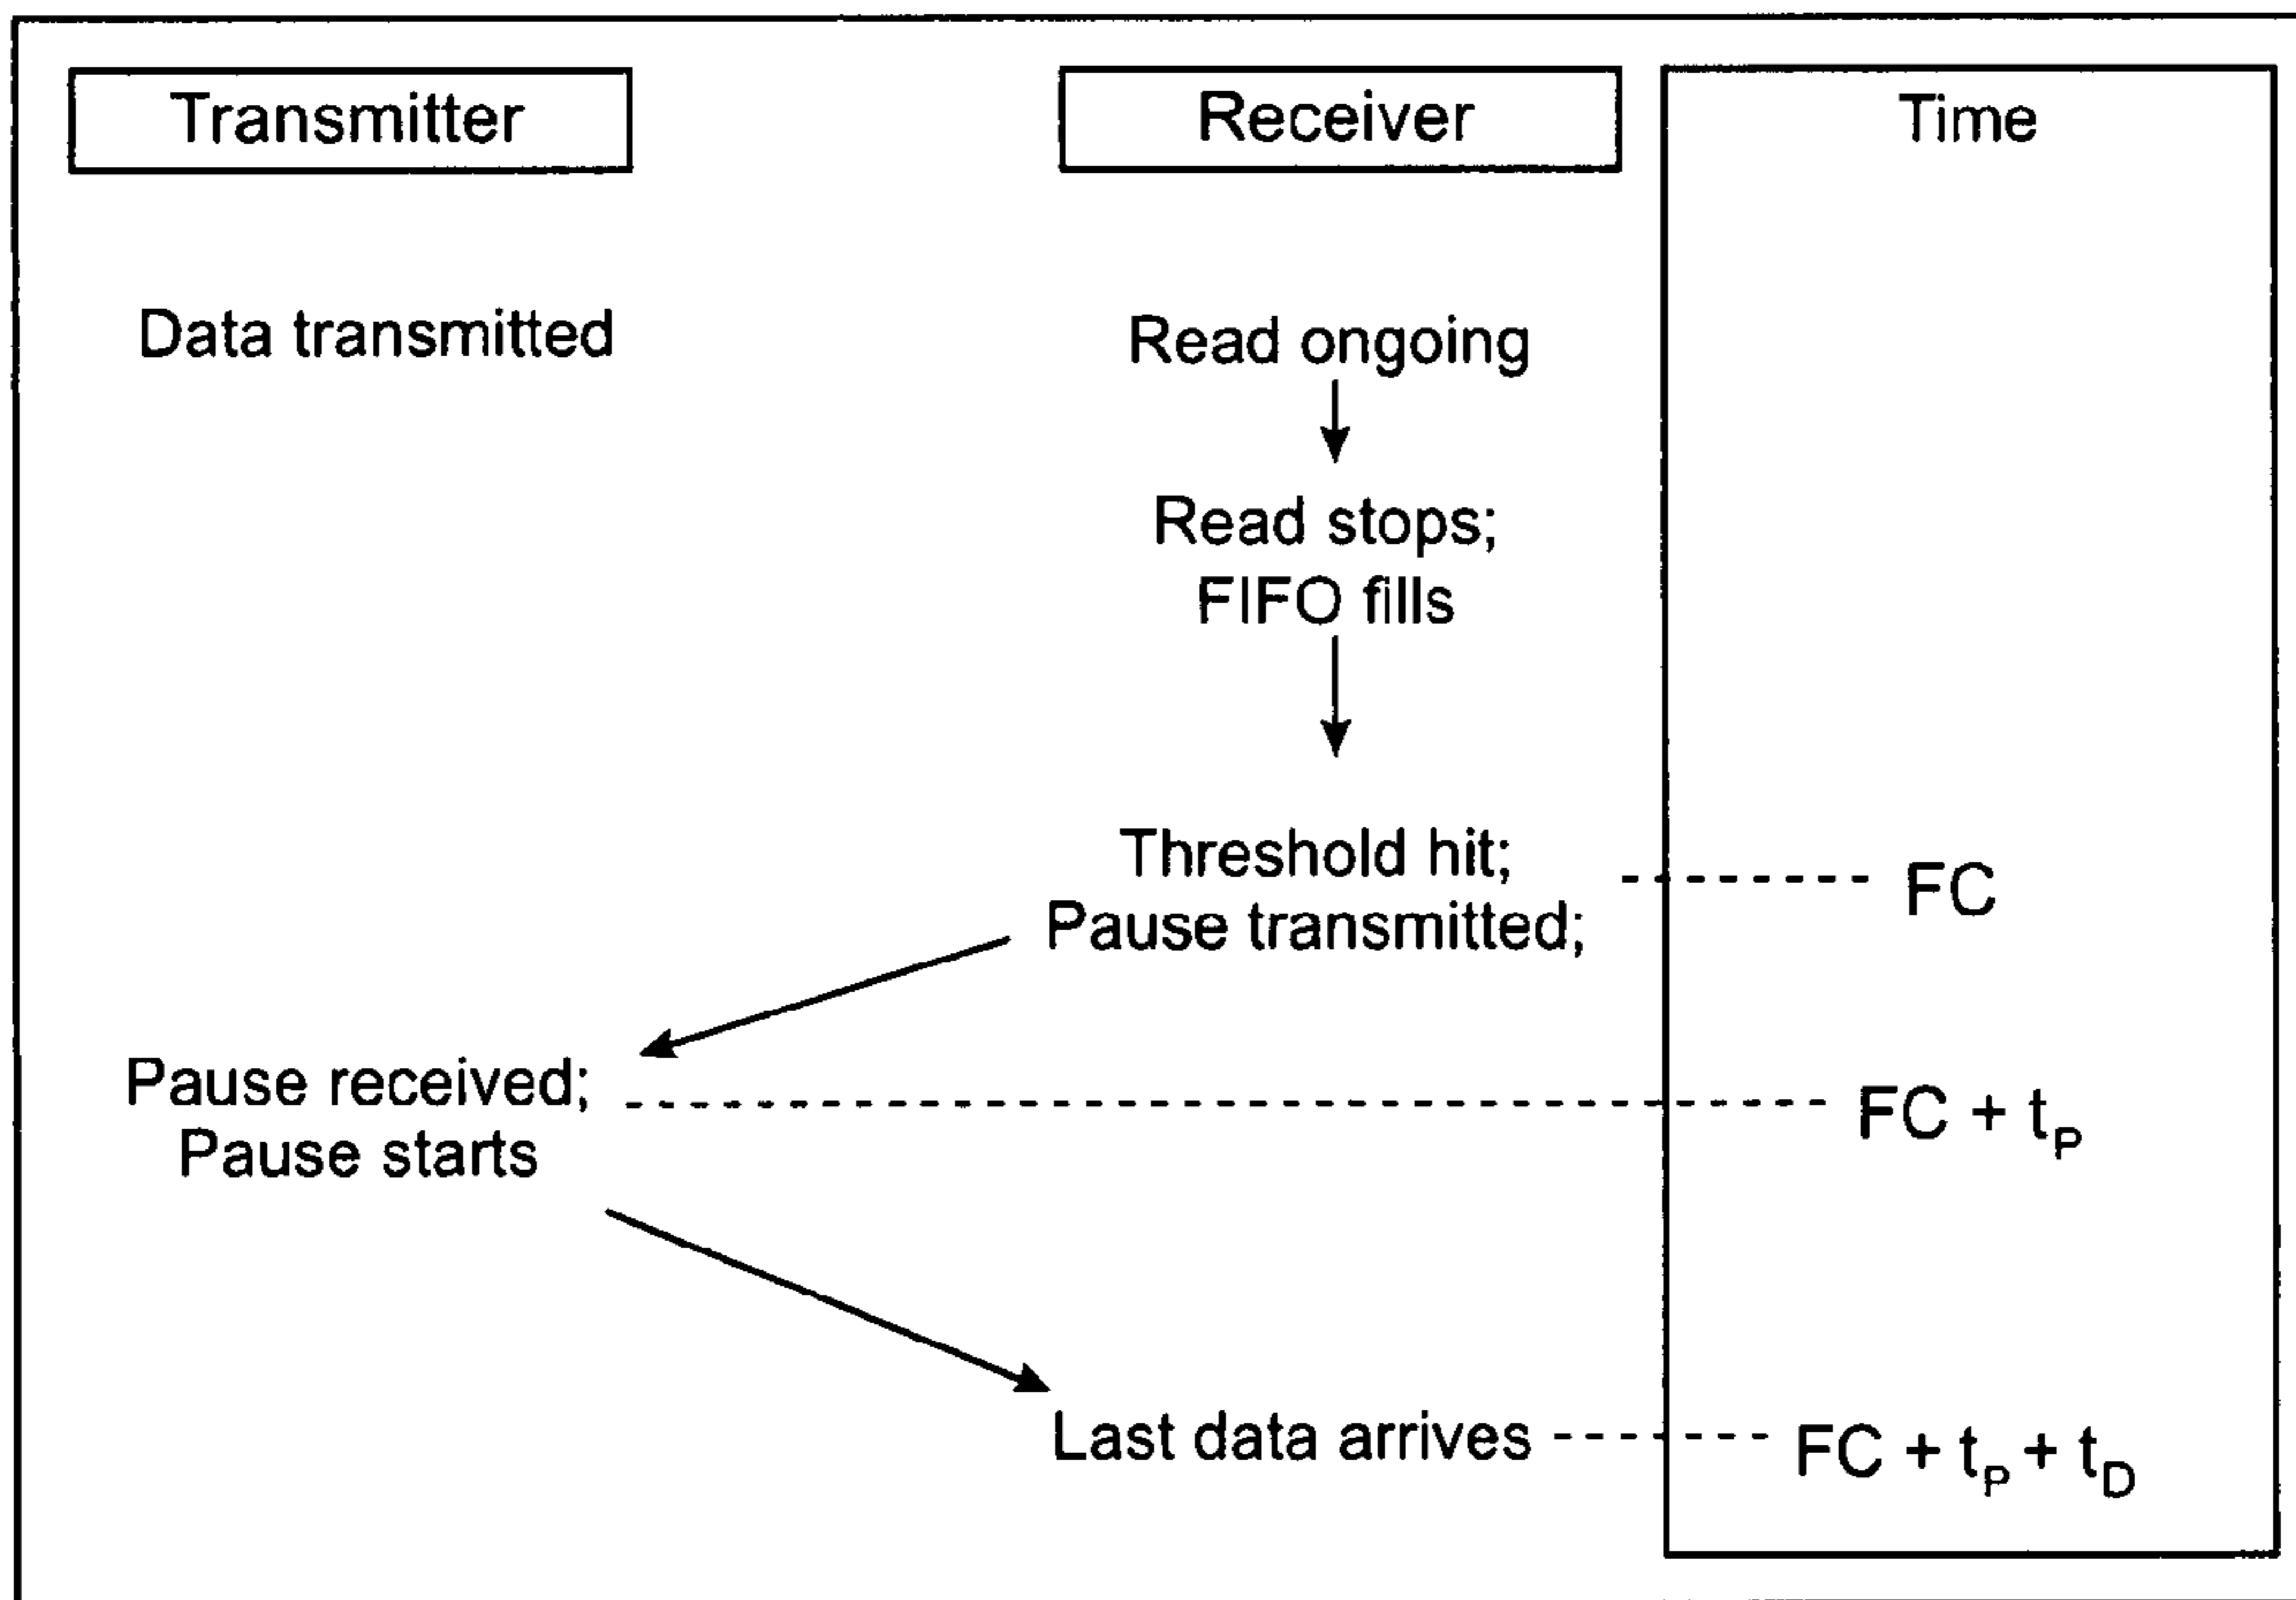 Transmitter
Receiver
Time
Data transmitted
Read ongoing
Read stops;
FIFO fills
Threshold hit;
Pause transmitted;
FC
Pause received;
Pause starts
FC + tP
Last data arrives
FC + tP + tD